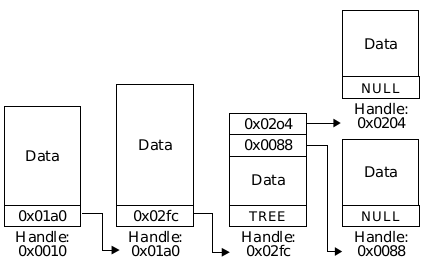 Data
NULL
Handle:
0x0204
Data
0x01a0
Handle:
0x0010
Data
0x02fc
Handle:
0x01a0
0x02o4
0x0088
Data
TREE
Handle:
0x02fc
Data
NULL
Handle:
0x0088